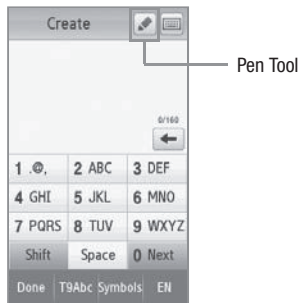 Create
Pen Tool
0/160
1 .@, 2 ABC 3 DEF
4 GHI 5 JKL 6 MNO
7 PQRS 8 TUV 9 WXYZ
Shift Space 0 Next
Done T9Abc Symbols EN